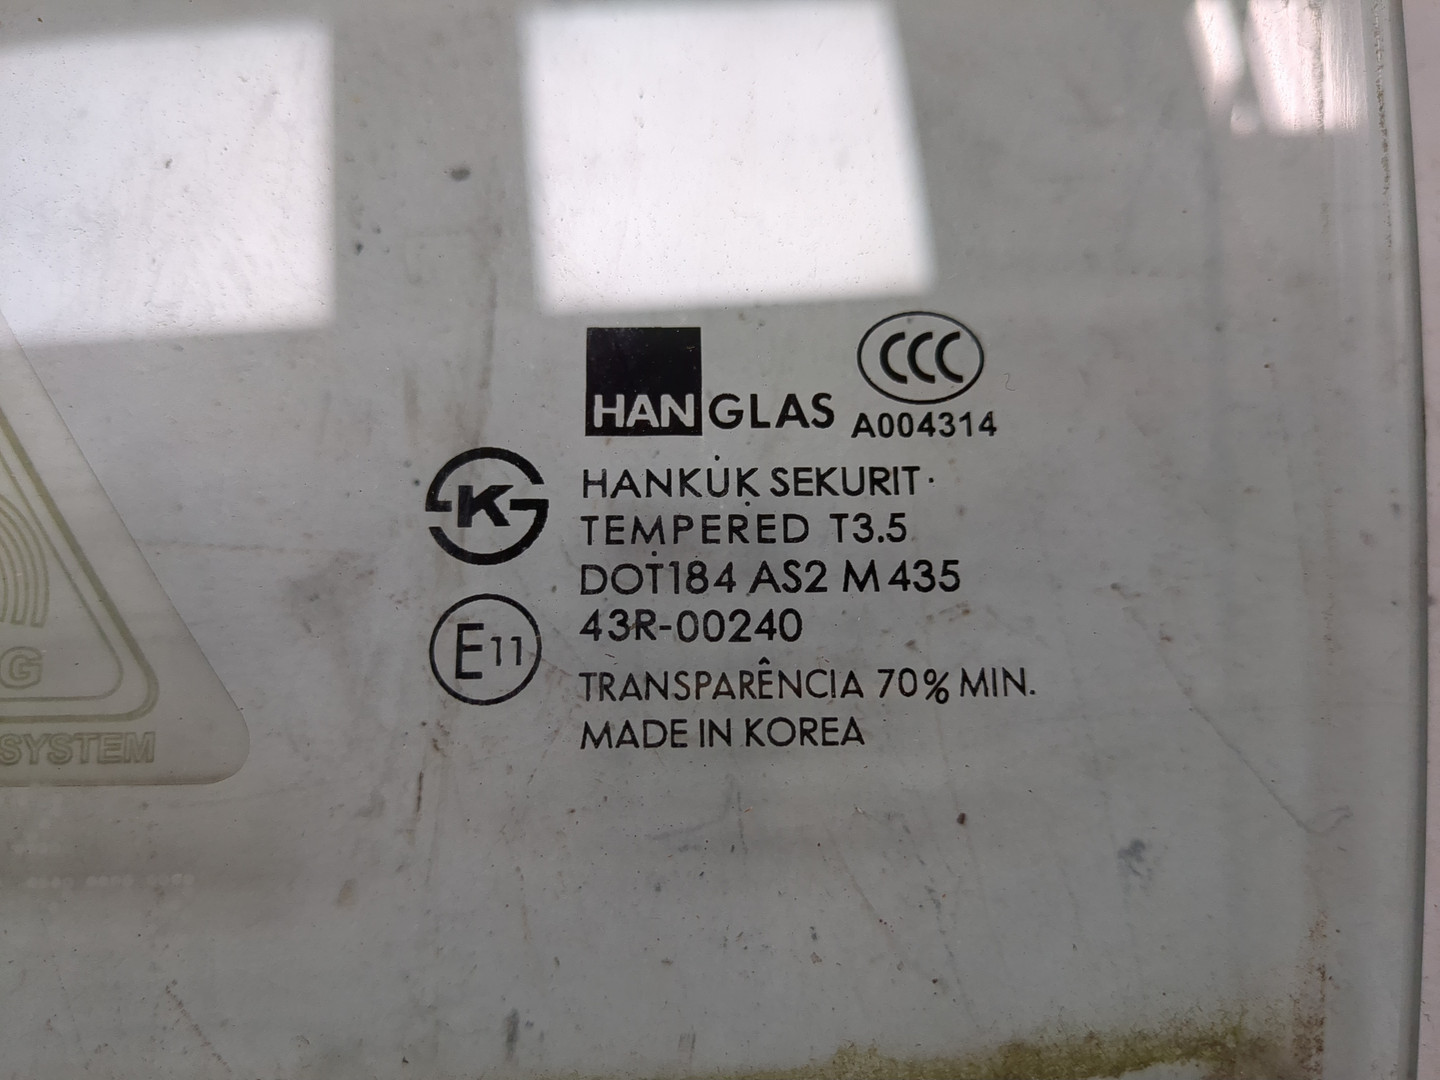 HANGLAS
CCC
A004314
K
HANKUK SEKURIT
TEMPERED T3.5
DOT184 AS2 M435
E11
43R-00240
TRANSPARÊNCIA 70% MIN.
MADE IN KOREA
G
SYSTEM